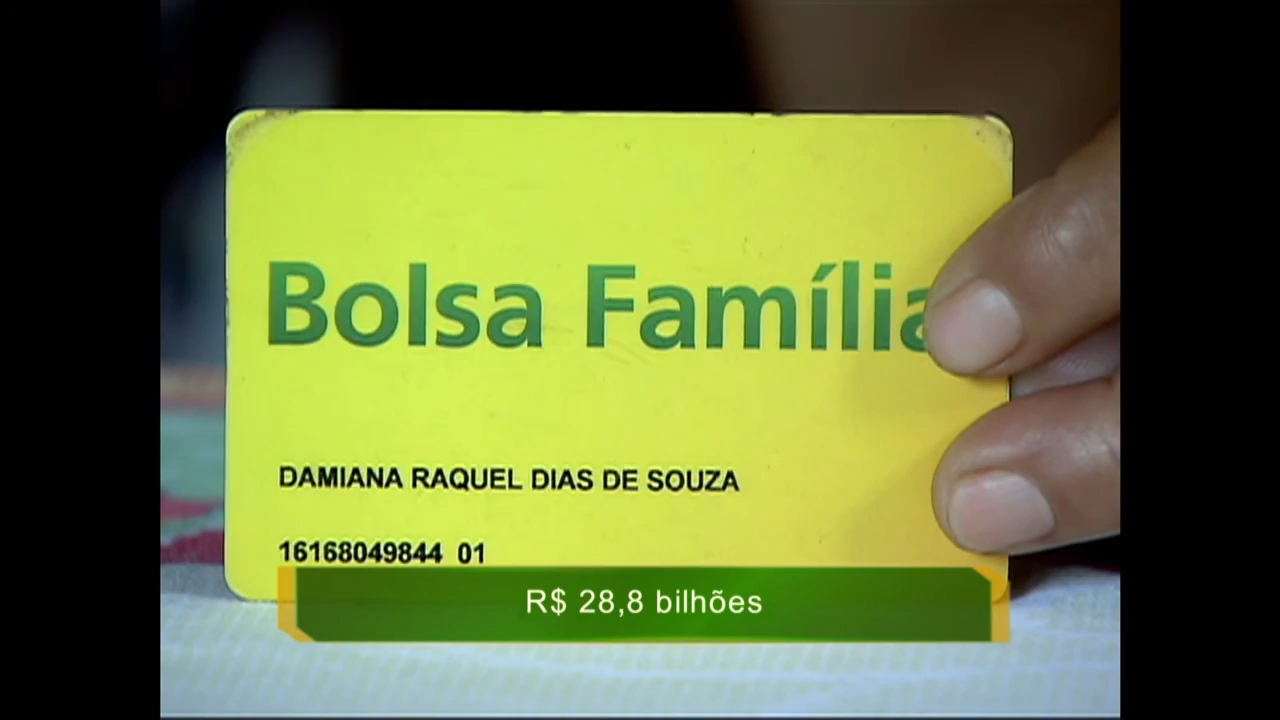 Bolsa Família
DAMIANA RAQUEL DIAS DE SOUZA
16168049844 01
R$ 28,8 bilhões